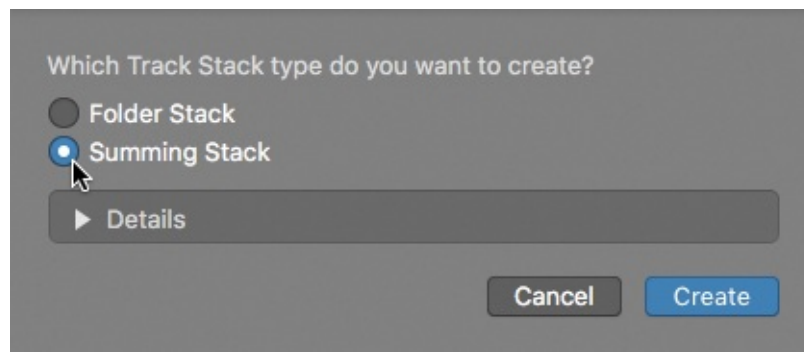 Which Track Stack type do you want to create?
Folder Stack
Summing Stack
Details
Cancel Create